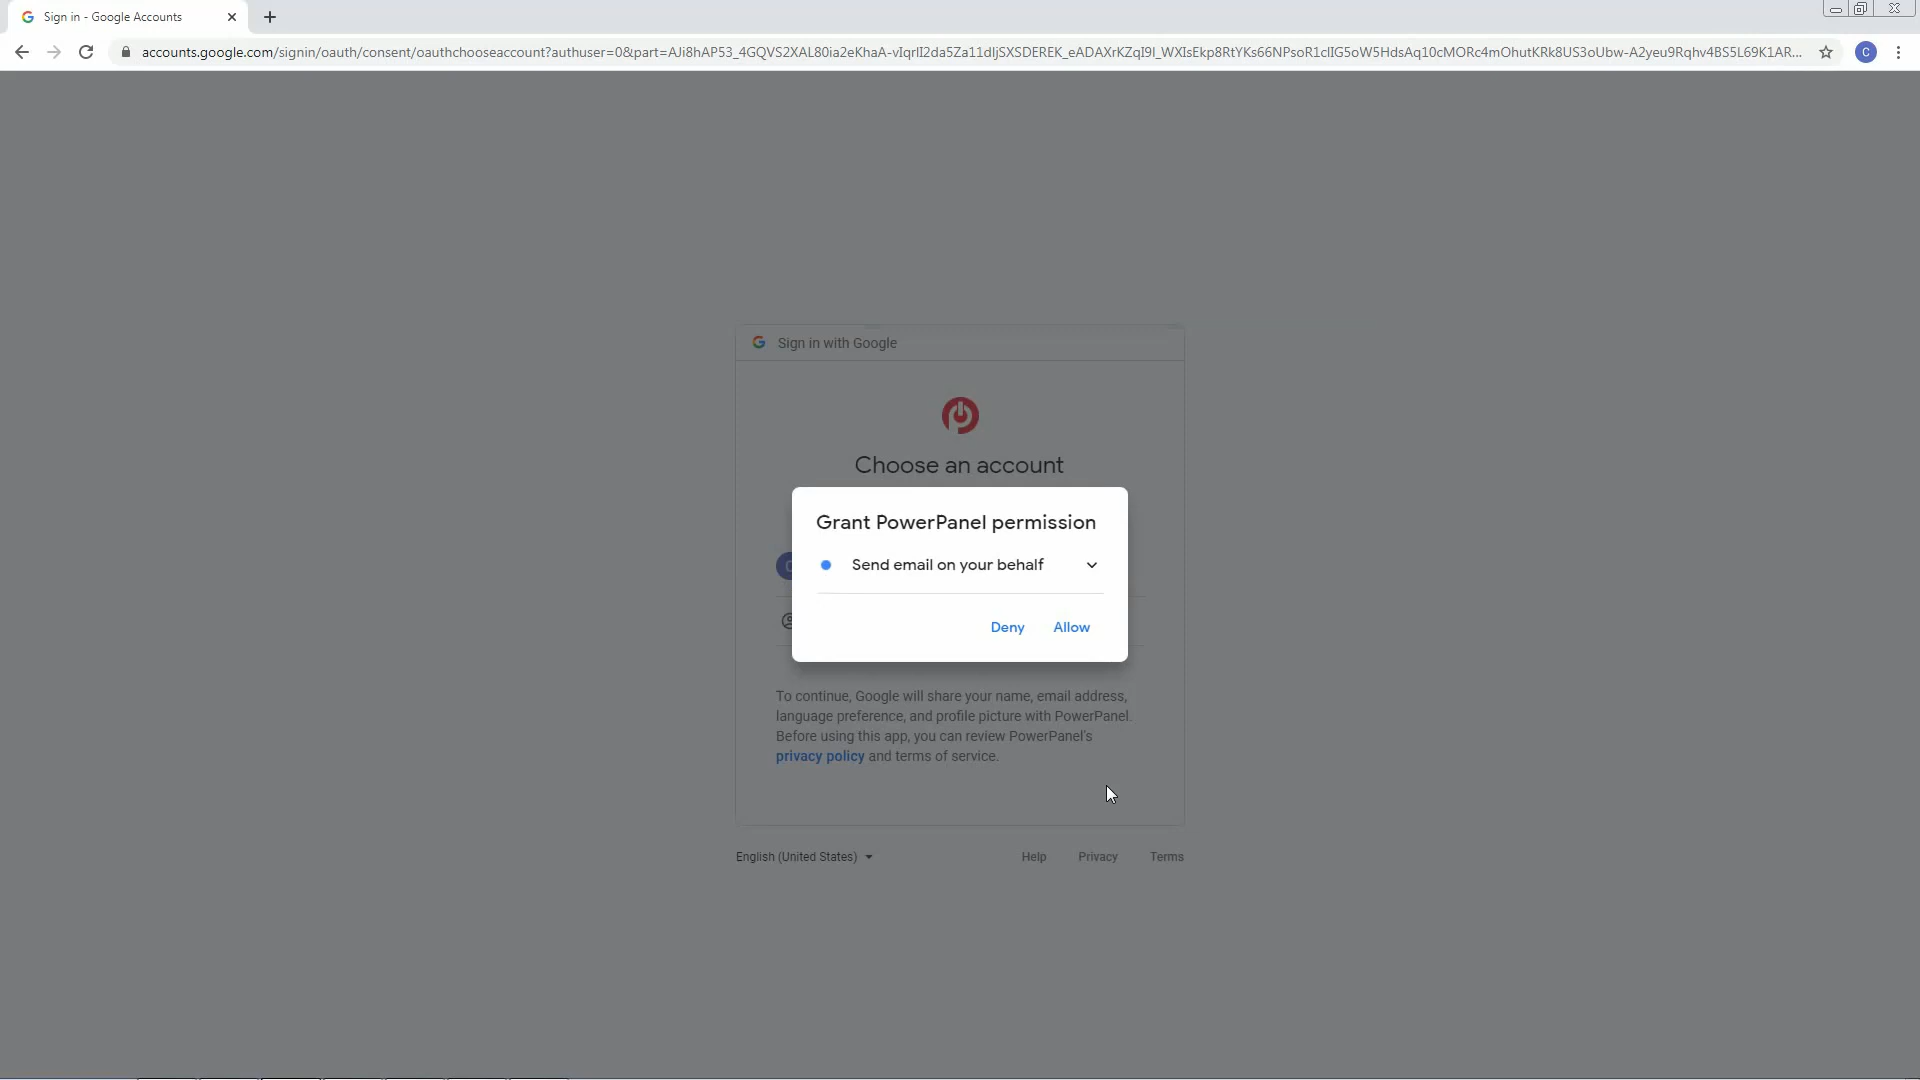 Sign in - Google Accounts
accounts.google.com/signin/oauth/consent/oauthchooseaccount?authuser=0&part=AJi8hAP53_4GQVS2XAL80ia2eKhaA-vIqrlI2da5Za11dIjSXSDEREK_eADAXrKZqI9I_WXIsEkp8RtYKs66NPsoR1clIG5oW5HdsAq10cMORc4mOhutKRk8US3oUbw-A2yeu9Rqhv4BS5L69K1AR...
C
Sign in with Google
Choose an account
Grant PowerPanel permission
Send email on your behalf
Deny Allow
To continue, Google will share your name, email address,
language preference, and profile picture with PowerPanel.
Before using this app, you can review PowerPanel's
privacy policy and terms of service.
English (United States) Help Privacy Terms